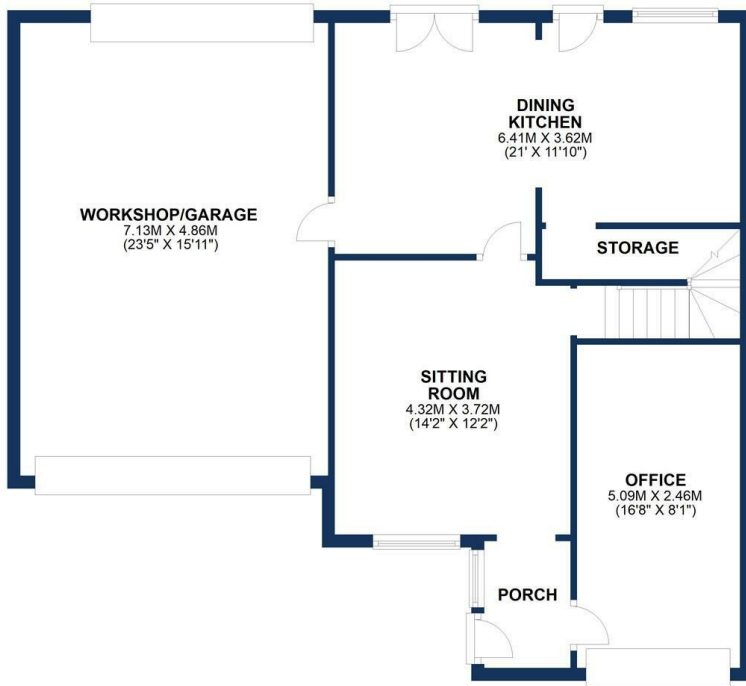 DINING
KITCHEN
6.41M X 3.62M
(21' X 11'10")
WORKSHOP/GARAGE
7.13M X 4.86M
(23'5" X 15'11")
STORAGE
SITTING
ROOM
4.32M X 3.72M
(14'2" X 12'2")
OFFICE
5.09M X 2.46M
(16'8" X 8'1")
PORCH